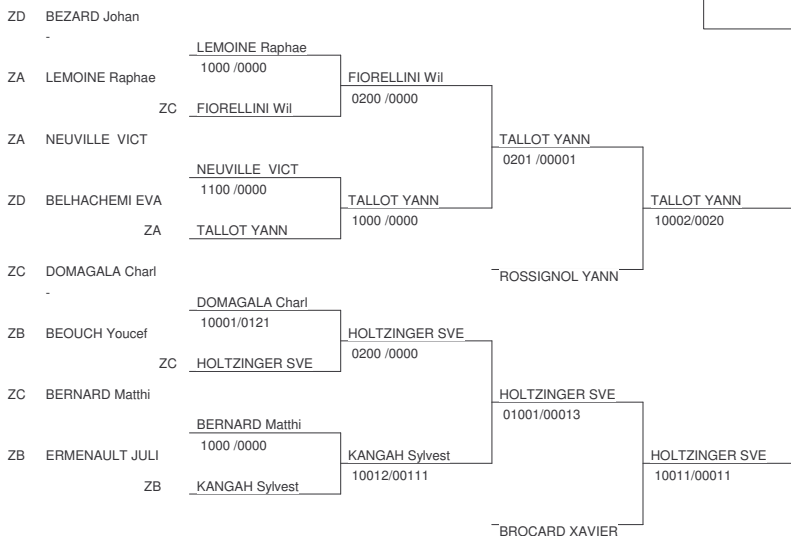 ZD BEZARD Johan
-
LEMOINE Raphae
1000 /0000
ZA LEMOINE Raphae
FIORELLINI Wil
0200 /0000
ZC FIORELLINI Wil
ZA NEUVILLE VICT
TALLOT YANN
0201 /00001
NEUVILLE VICT
1100 /0000
ZD BELHACHEMI EVA
TALLOT YANN
1000 /0000
TALLOT YANN
10002/0020
ZA TALLOT YANN
ZC DOMAGALA Charl
-
ROSSIGNOL YANN
DOMAGALA Charl
10001/0121
ZB BEOUCH Youcef
HOLTZINGER SVE
0200 /0000
ZC HOLTZINGER SVE
ZC BERNARD Matthi
HOLTZINGER SVE
01001/00013
BERNARD Matthi
1000 /0000
ZB ERMENAULT JULI
KANGAH Sylvest
10012/00111
HOLTZINGER SVE
10011/00011
ZB KANGAH Sylvest
BROCARD XAVIER